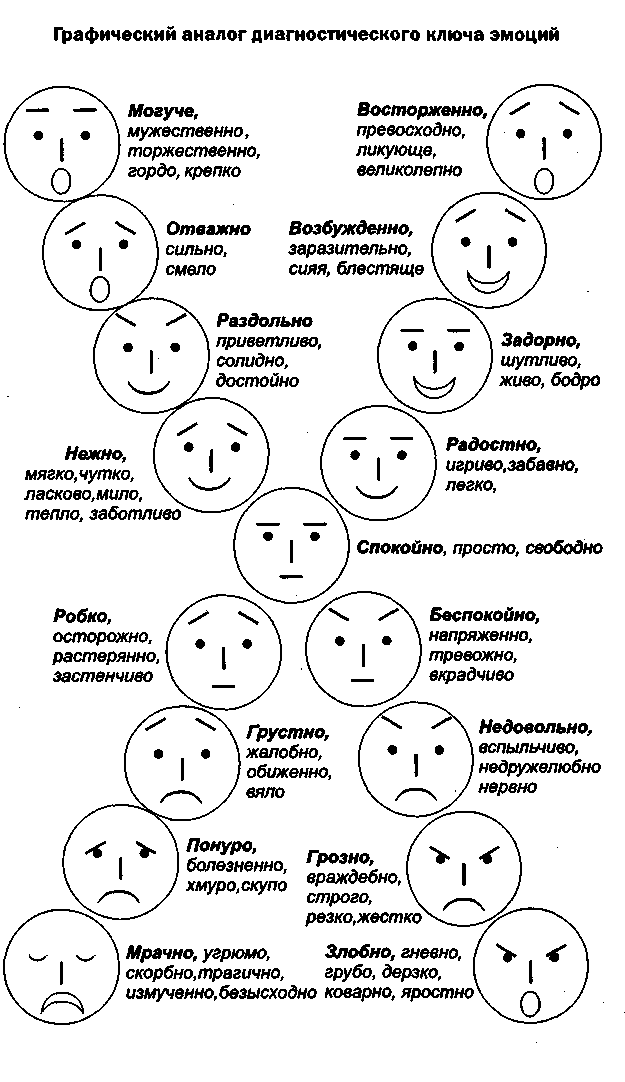 Графический аналог диагностического ключа эмоций
Могуче,
мужественно,
торжественно,
гордо, крепко
Восторженно,
превосходно,
ликующе,
великолепно
Отважно
сильно,
смело
Возбужденно,
заразительно,
сияя, блестяще
Раздольно
приветливо,
солидно,
достойно
Задорно,
шутливо,
живо, бодро
Нежно,
мягко,чутко,
ласково,мило,
тепло, заботливо
Радостно,
игриво,забавно,
легко,
Спокойно, просто, свободно
Робко,
осторожно,
растерянно,
застенчиво
Беспокойно,
напряженно,
тревожно,
вкрадчиво
Грустно,
жалобно,
обиженно,
вяло
Недовольно,
вспыльчиво,
недружелюбно
нервно
Понуро,
болезненно,
хмуро,скупо
Грозно,
враждебно,
строго,
резко,жестко
Мрачно, угрюмо,
скорбно,трагично,
измученно,безысходно
Злобно, гневно,
грубо, дерзко,
коварно, яростно